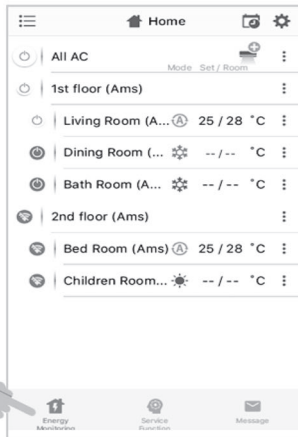 Home
All AC
Mode Set / Room
1st floor (Ams)
Living Room (A... 25 / 28 °C
Dining Room (... -- / -- °C
Bath Room (A... -- / -- °C
2nd floor (Ams)
Bed Room (Ams) 25 / 28 °C
Children Room... -- / -- °C
Energy
Monitoring
Service
Function
Message